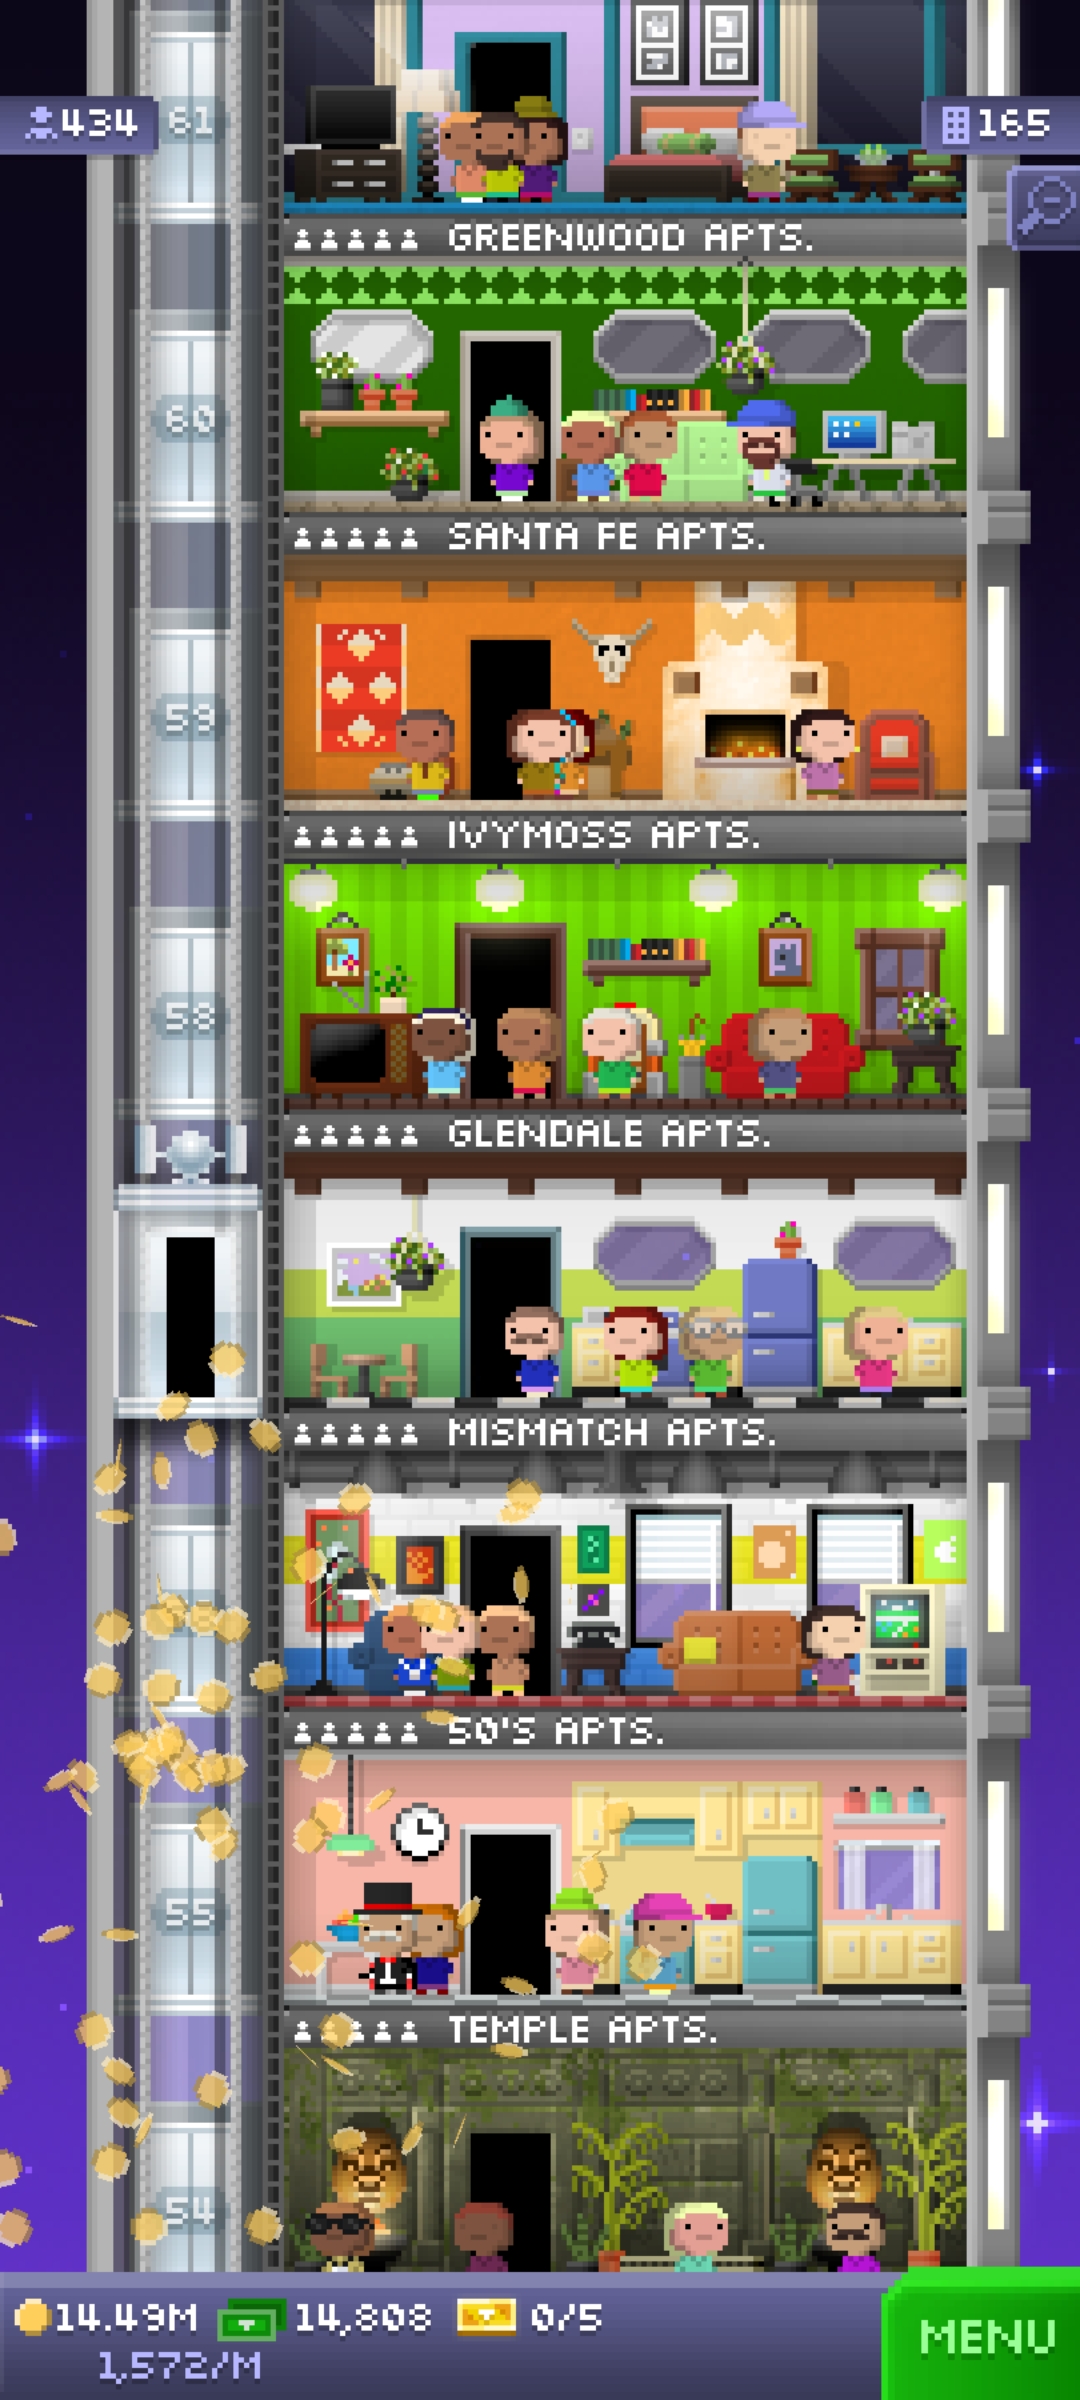 434
61
165
GREENWOOD APTS.
60
SANTA FE APTS.
59
IVYMOSS APTS.
58
GLENDALE APTS.
MISMATCH APTS.
50'S APTS.
55
TEMPLE APTS.
54
14.49M
14,808
0/5
1,572/M
MENU